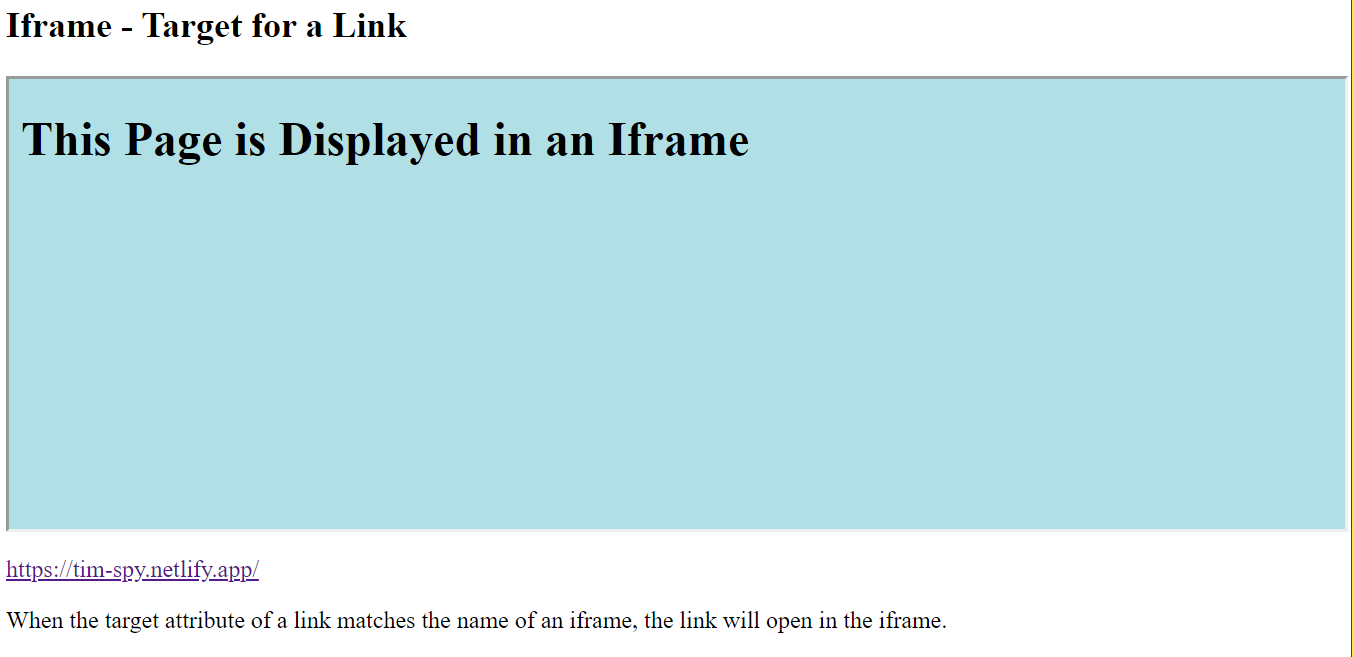 Iframe - Target for a Link
This Page is Displayed in an Iframe
https://tim-spy.netlify.app/
When the target attribute of a link matches the name of an iframe, the link will open in the iframe.